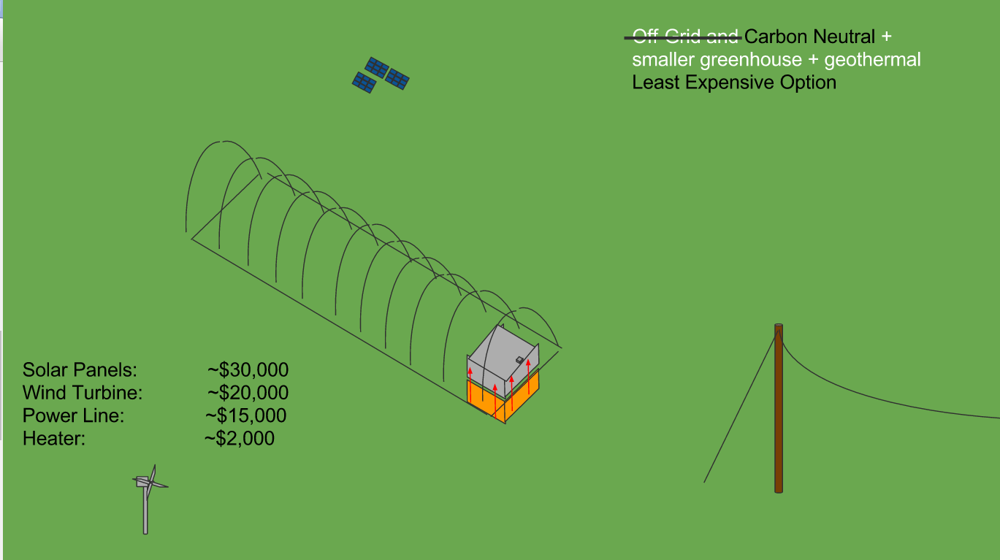 Off-Grid and Carbon Neutral +
smaller greenhouse + geothermal
Least Expensive Option
Solar Panels: ~$30,000
Wind Turbine: ~$20,000
Power Line: ~$15,000
Heater: ~$2,000